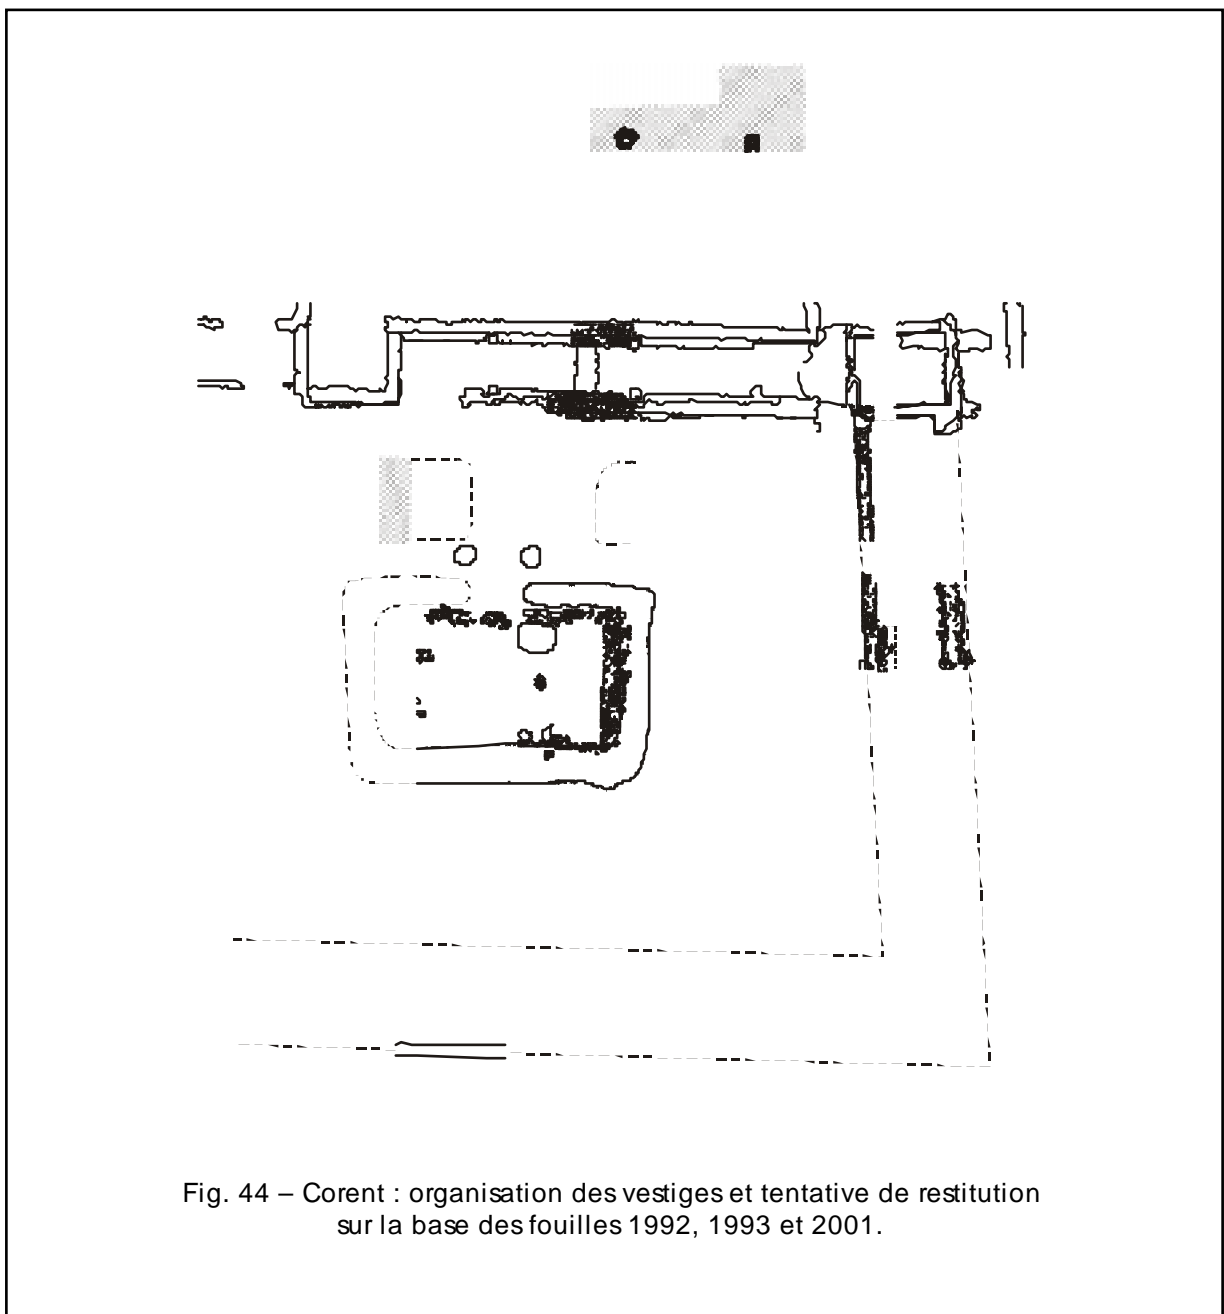 Fig. 44 – Corent : organisation des vestiges et tentative de restitution
sur la base des fouilles 1992, 1993 et 2001.